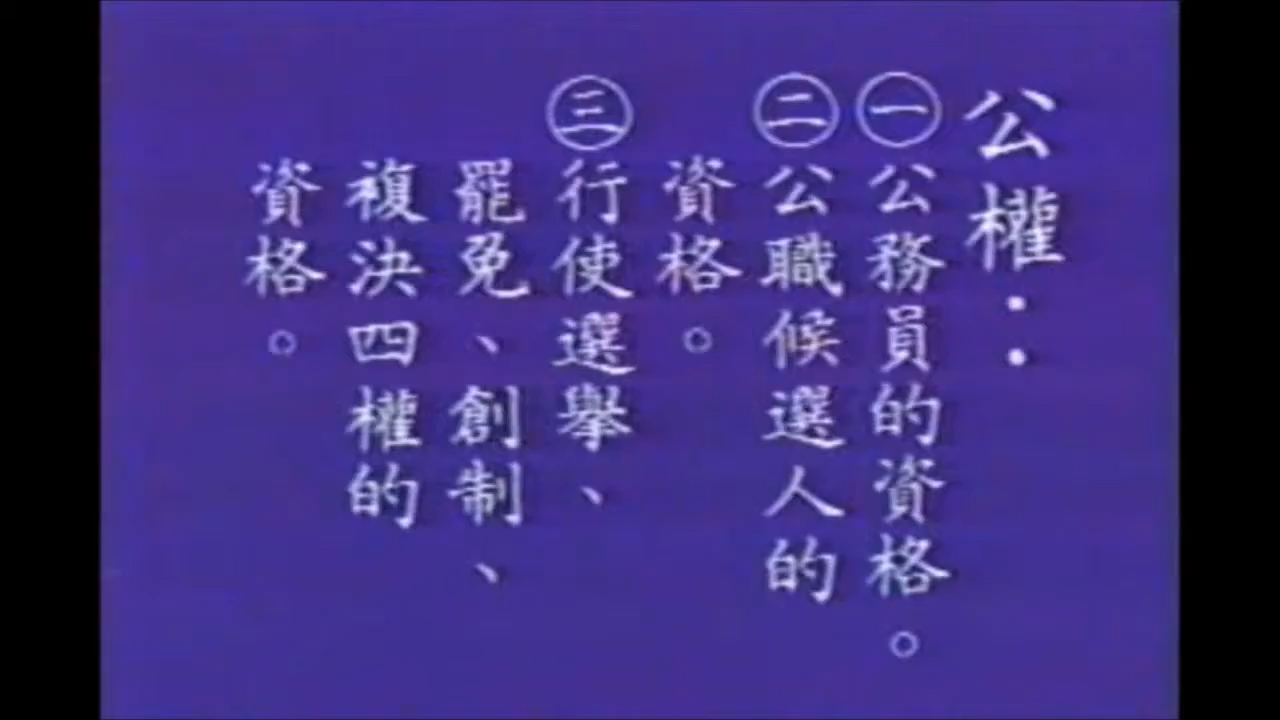 公權：
㊀公務員的資格。
㊁公職候選人的
資格。
㊂行使選舉、
罷免、創制、
複決四權的
資格。